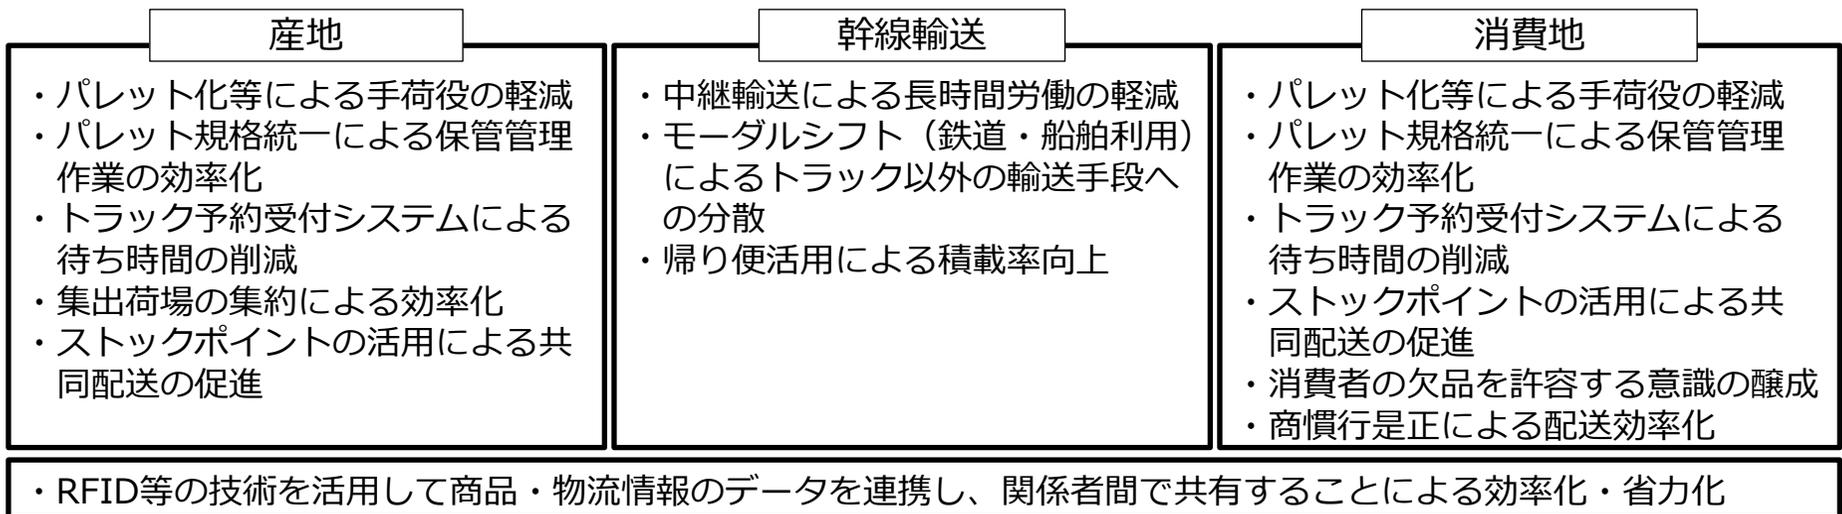 産地
・パレット化等による手荷役の軽減
・パレット規格統一による保管管理
作業の効率化
・トラック予約受付システムによる
待ち時間の削減
・集出荷場の集約による効率化
・ストックポイントの活用による共
同配送の促進
幹線輸送
・中継輸送による長時間労働の軽減
・モーダルシフト（鉄道・船舶利用）
によるトラック以外の輸送手段へ
の分散
・帰り便活用による積載率向上
消費地
・パレット化等による手荷役の軽減
・パレット規格統一による保管管理
作業の効率化
・トラック予約受付システムによる
待ち時間の削減
・ストックポイントの活用による共
同配送の促進
・消費者の欠品を許容する意識の醸成
・商慣行是正による配送効率化
・RFID等の技術を活用して商品・物流情報のデータを連携し、関係者間で共有することによる効率化・省力化